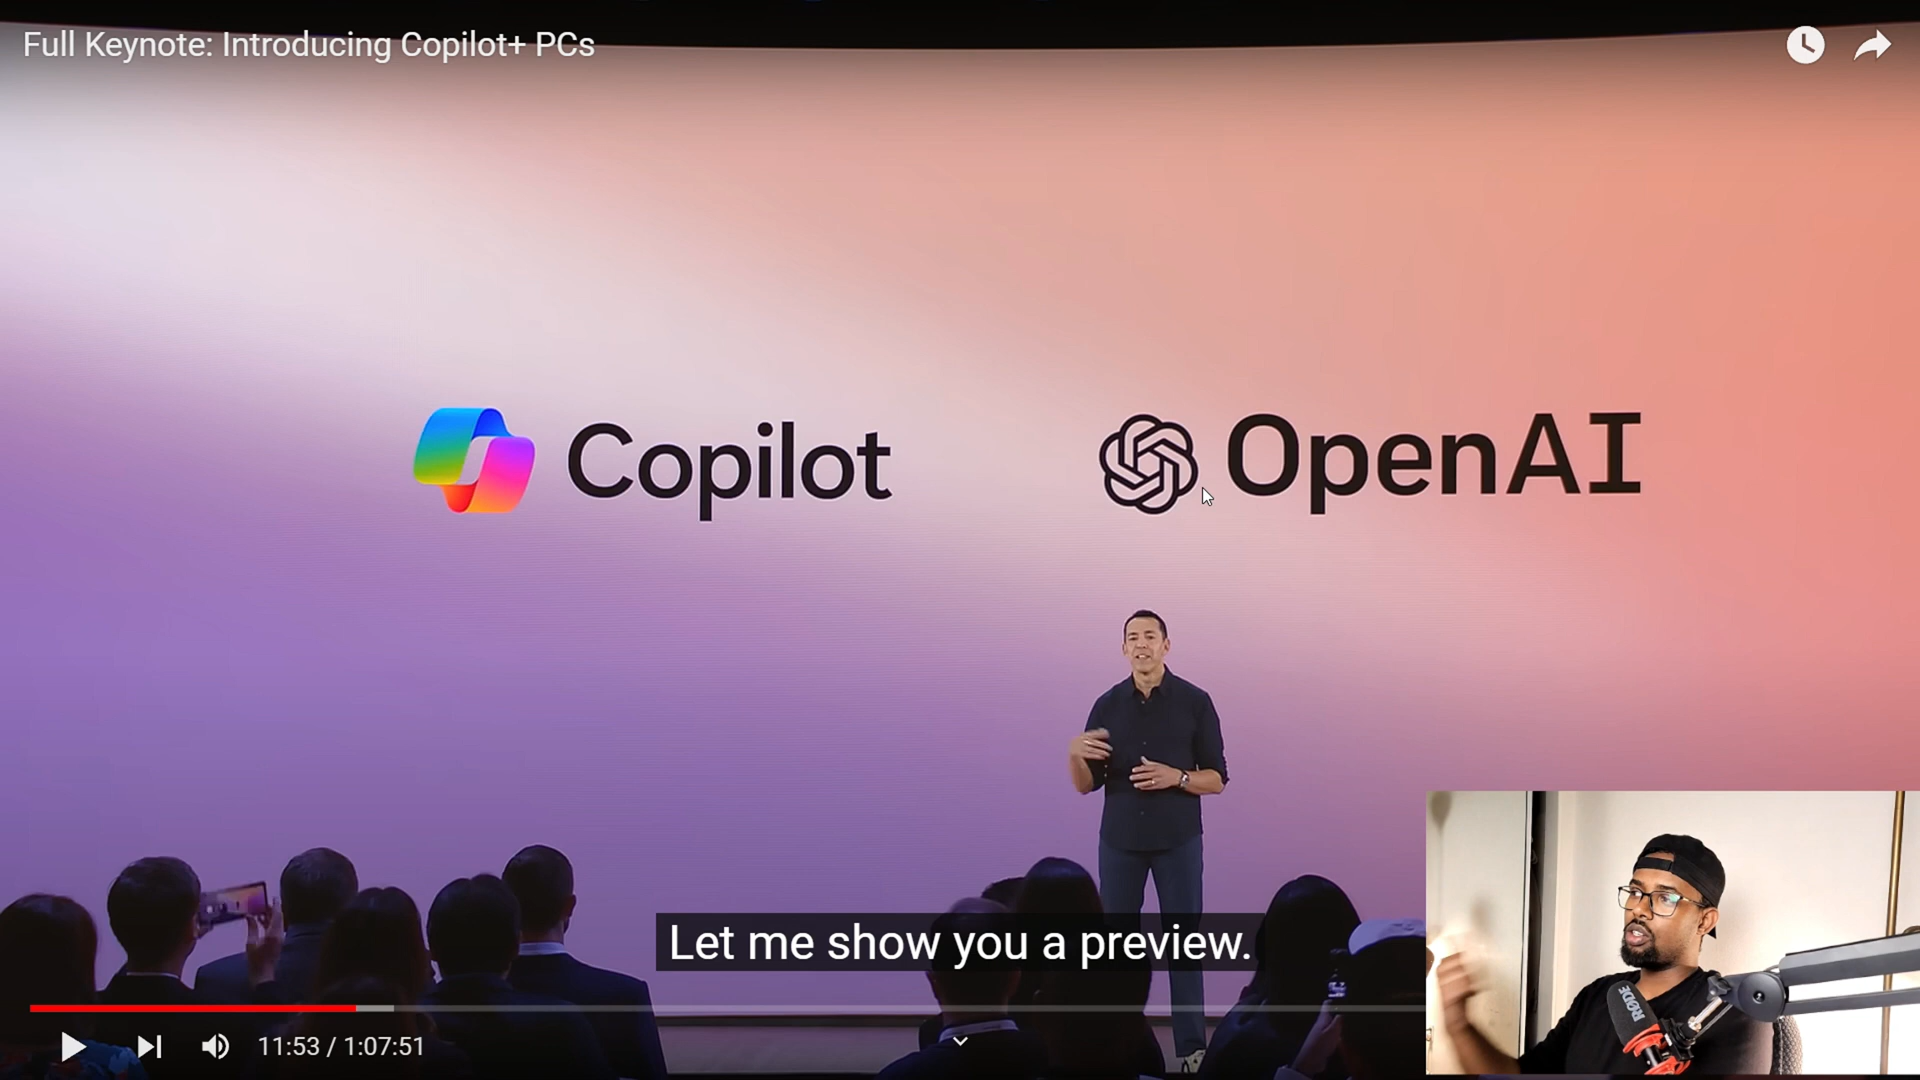 Full Keynote: Introducing Copilot+ PCs
Copilot
OpenAI
Let me show you a preview.
RØDE
11:53 / 1:07:51